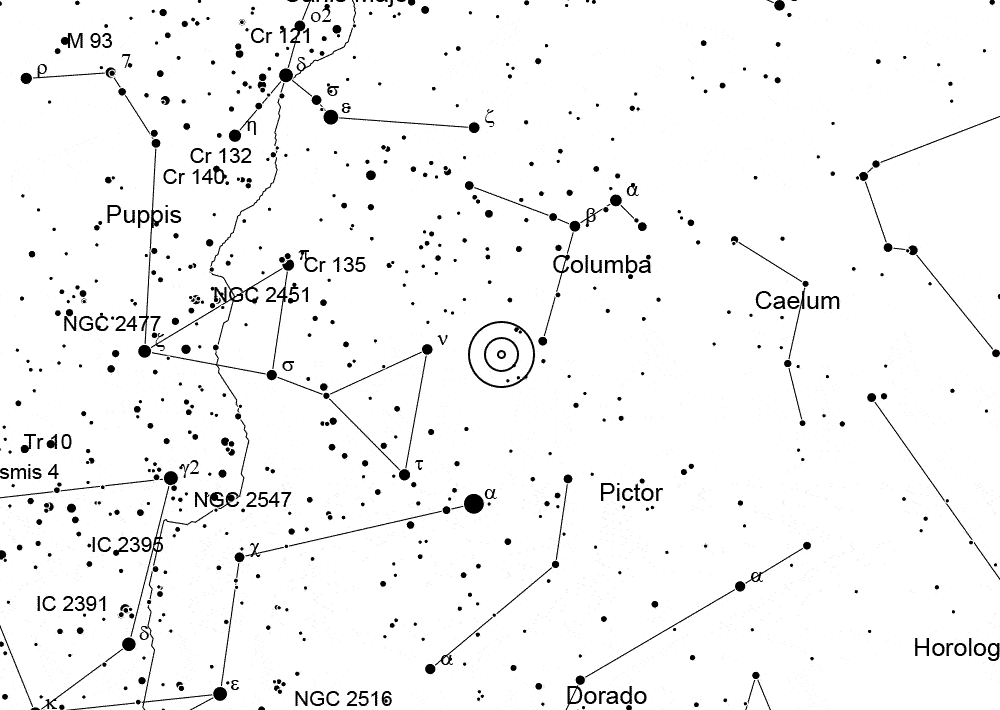 ο2
Cr 121
M 93
7
ρ
δ
σ
ε
η
ζ
Cr 132
Cr 140
α
β
Puppis
π
Cr 135
Columba
NGC 2451
Caelum
NGC 2477
ζ
ν
σ
Tr 10
τ
smis 4
γ2
NGC 2547
α
Pictor
IC 2395
χ
α
IC 2391
δ
Horolog
α
ε
κ
NGC 2516
Dorado